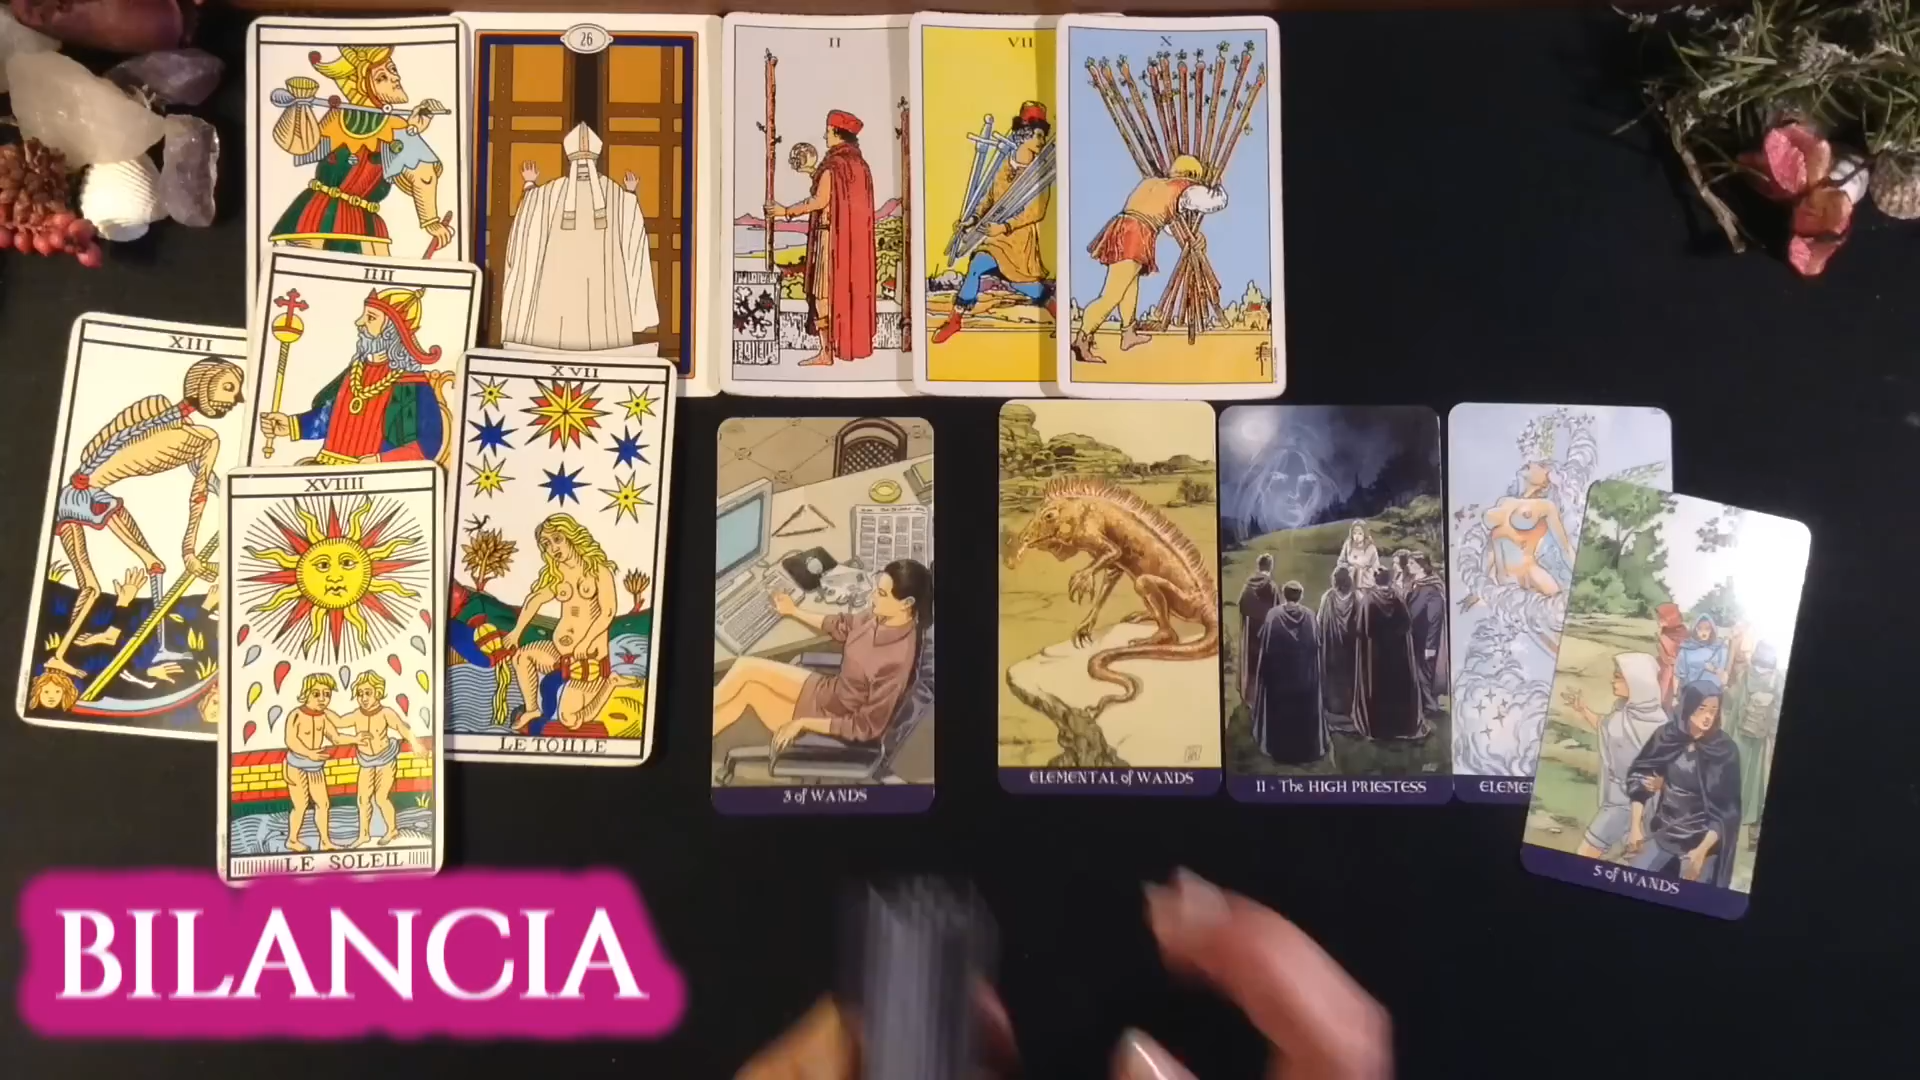 26
II
VII
X
IIII
XIII
XVII
XVIIII
LE TOILLE
LE SOLEIL
3 of WANDS
ELEMENTAL of WANDS
II - The HIGH PRIESTESS
5 of WANDS
BILANCIA